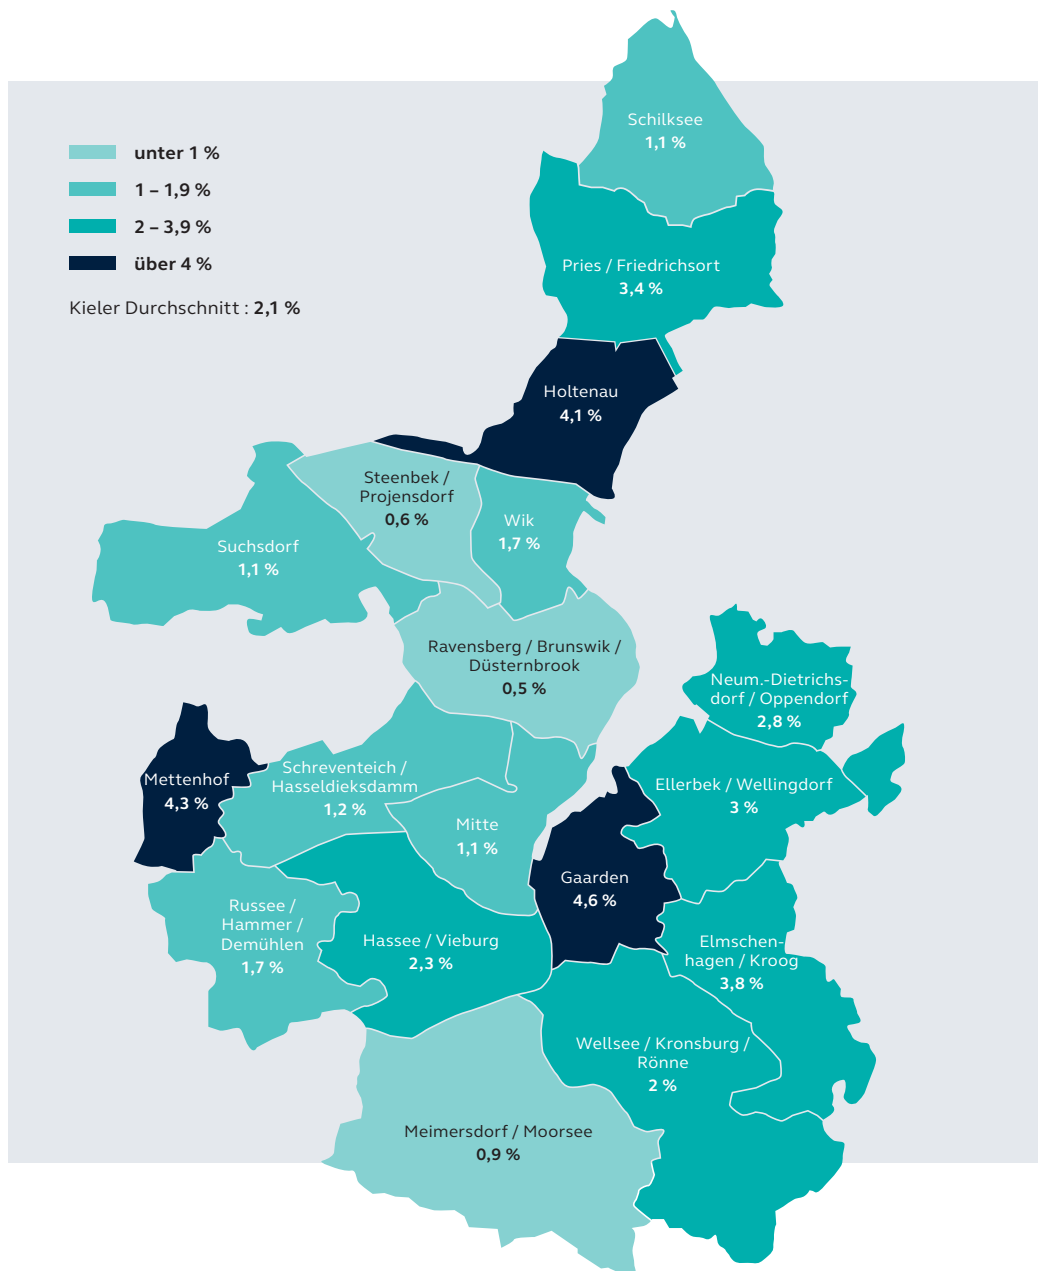 unter 1 %
1 – 1,9 %
2 – 3,9 %
über 4 %
Kieler Durchschnitt : 2,1 %
Schilksee
1,1 %
Pries / Friedrichsort
3,4 %
Holtenau
4,1 %
Steenbek /
Projensdorf
0,6 %
Wik
1,7 %
Suchsdorf
1,1 %
Ravensberg / Brunswik /
Düsternbrook
0,5 %
Neum.-Dietrichs-
dorf / Oppendorf
2,8 %
Mettenhof
4,3 %
Schreventeich /
Hasseldieksdamm
1,2 %
Ellerbek / Wellingdorf
3 %
Mitte
1,1 %
Gaarden
4,6 %
Russee /
Hammer /
Demühlen
1,7 %
Hassee / Vieburg
2,3 %
Elmschen-
hagen / Kroog
3,8 %
Wellsee / Kronsburg /
Rönne
2 %
Meimersdorf / Moorsee
0,9 %